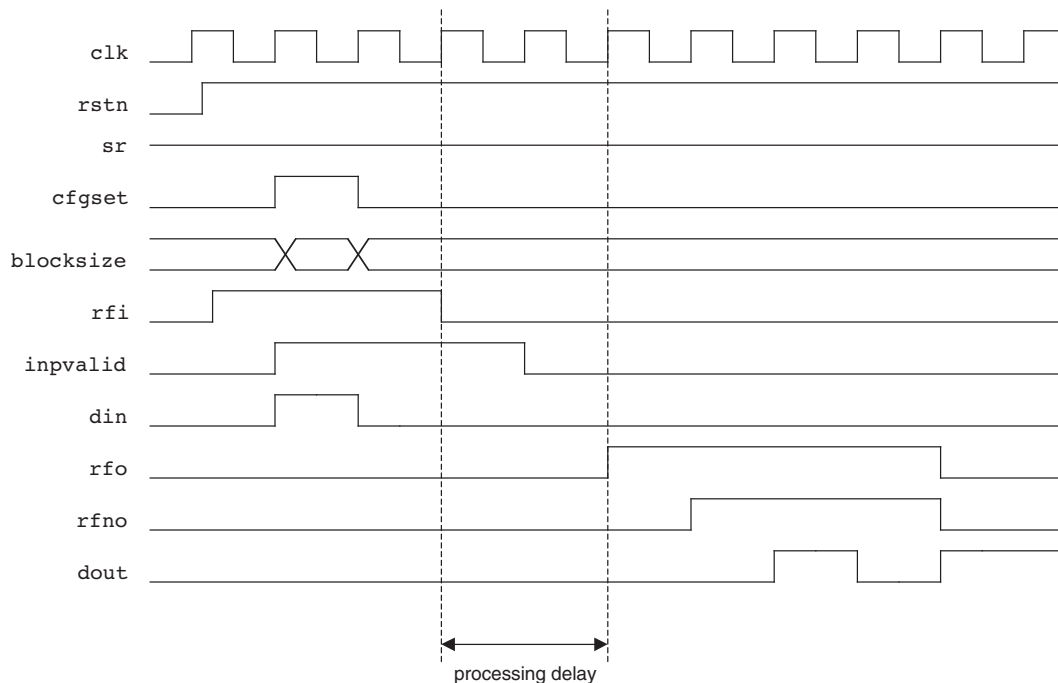 clk
rstn
sr
cfgset
blocksize
rfi
inpvalid
din
rfo
rfno
dout
processing delay